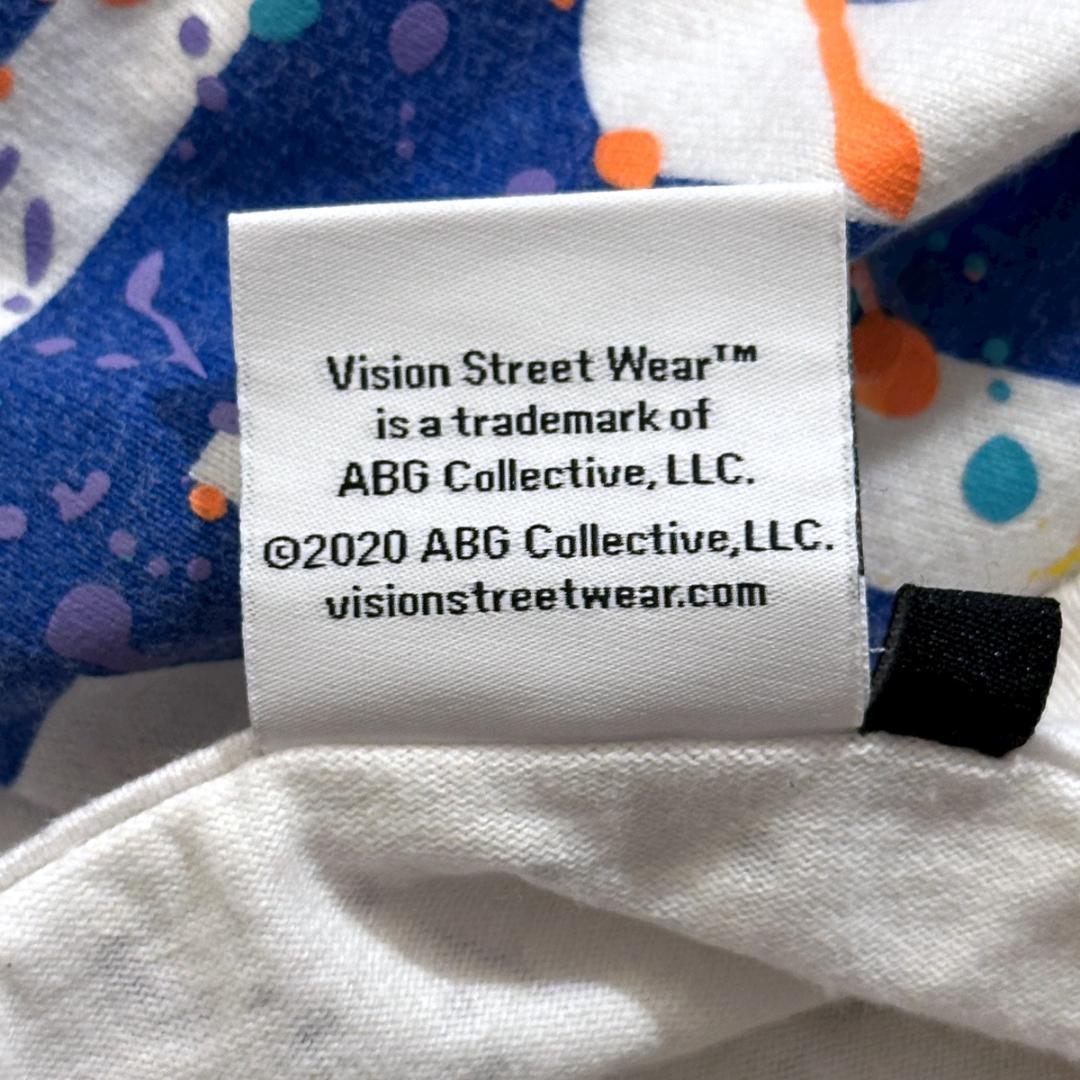 Vision Street Wear™
is a trademark of
ABG Collective, LLC.
©2020 ABG Collective,LLC.
visionstreetwear.com